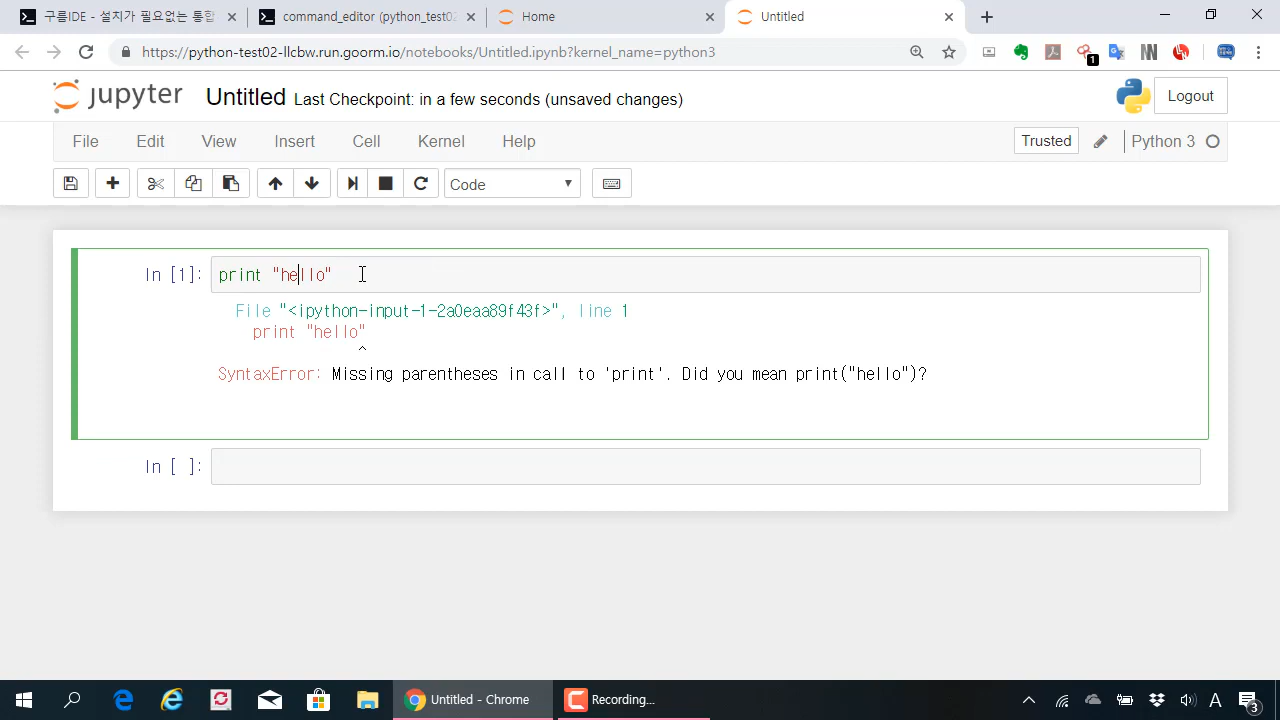 구름IDE - 설치가 필요없는 통합
command_editor (python_test02
Home
Untitled
https://python-test02-llcbw.run.goorm.io/notebooks/Untitled.ipynb?kernel_name=python3
1
jupyter
Untitled Last Checkpoint: in a few seconds (unsaved changes)
Logout
File Edit View Insert Cell Kernel Help
Trusted
Python 3
Code
In [1]: print "hello"
File "<ipython-input-1-2a0eaa89f43f>", line 1
print "hello"
^
SyntaxError: Missing parentheses in call to 'print'. Did you mean print("hello")?
In [ ]:
Untitled - Chrome
Recording...
A
3